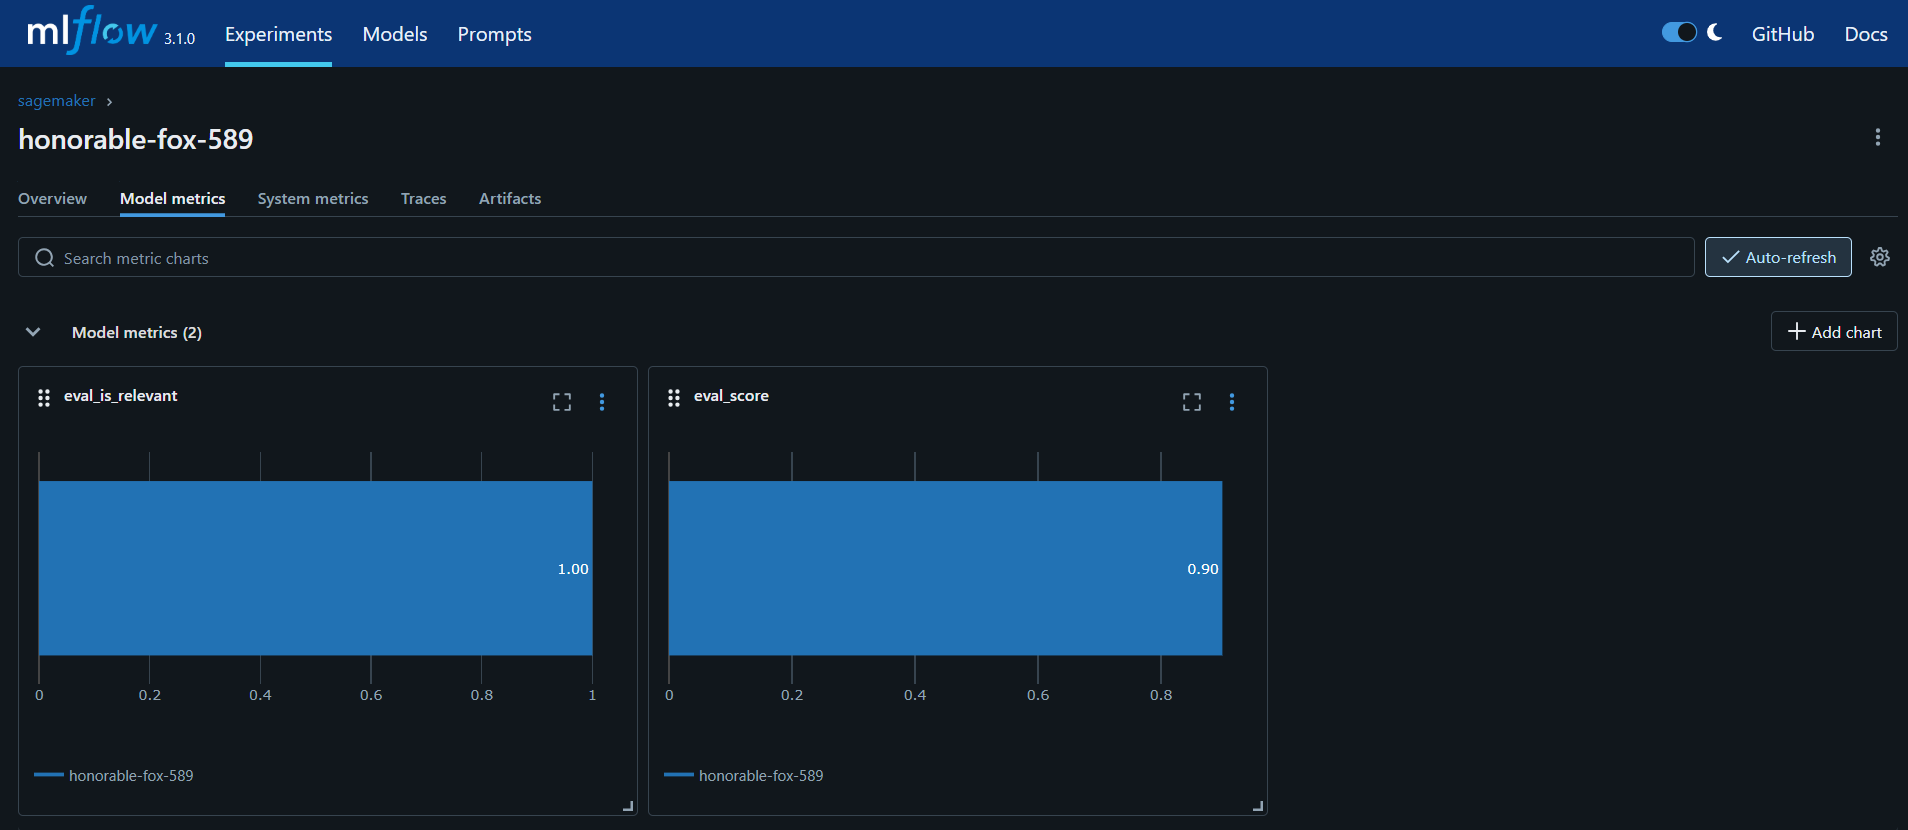 mlflow 3.1.0 Experiments Models Prompts GitHub Docs
sagemaker
honorable-fox-589
Overview Model metrics System metrics Traces Artifacts
Search metric charts Auto-refresh
Model metrics (2) Add chart
eval_is_relevant
1.00
0 0.2 0.4 0.6 0.8 1
honorable-fox-589
eval_score
0.90
0 0.2 0.4 0.6 0.8
honorable-fox-589